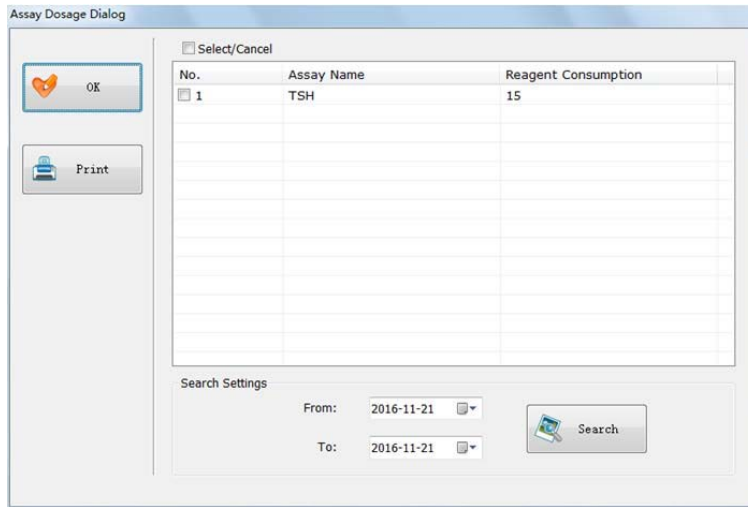 Assay Dosage Dialog
OK
Print
Select/Cancel
No. Assay Name Reagent Consumption
1 TSH 15
Search Settings
From: 2016-11-21
To: 2016-11-21
Search